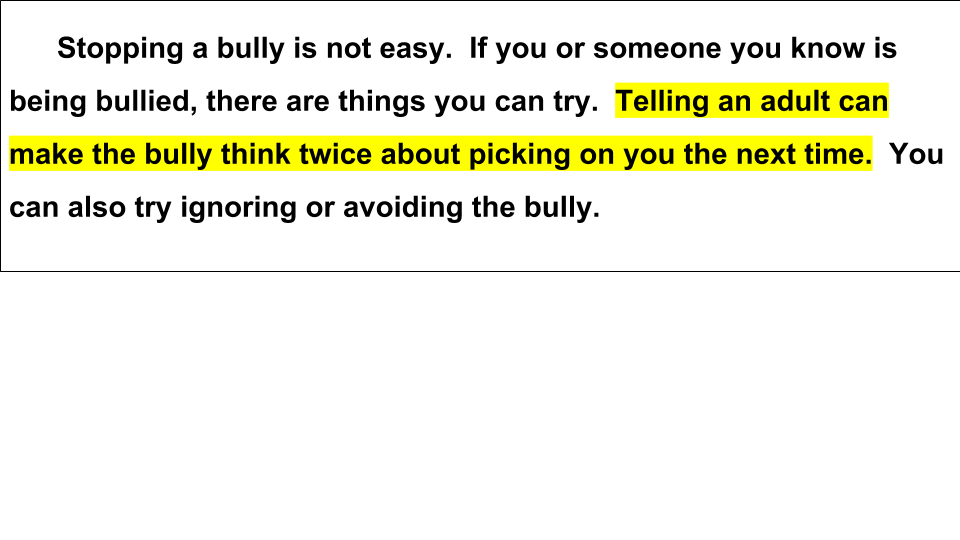 Stopping a bully is not easy.  If you or someone you know is
being bullied, there are things you can try.  Telling an adult can
make the bully think twice about picking on you the next time.  You
can also try ignoring or avoiding the bully.